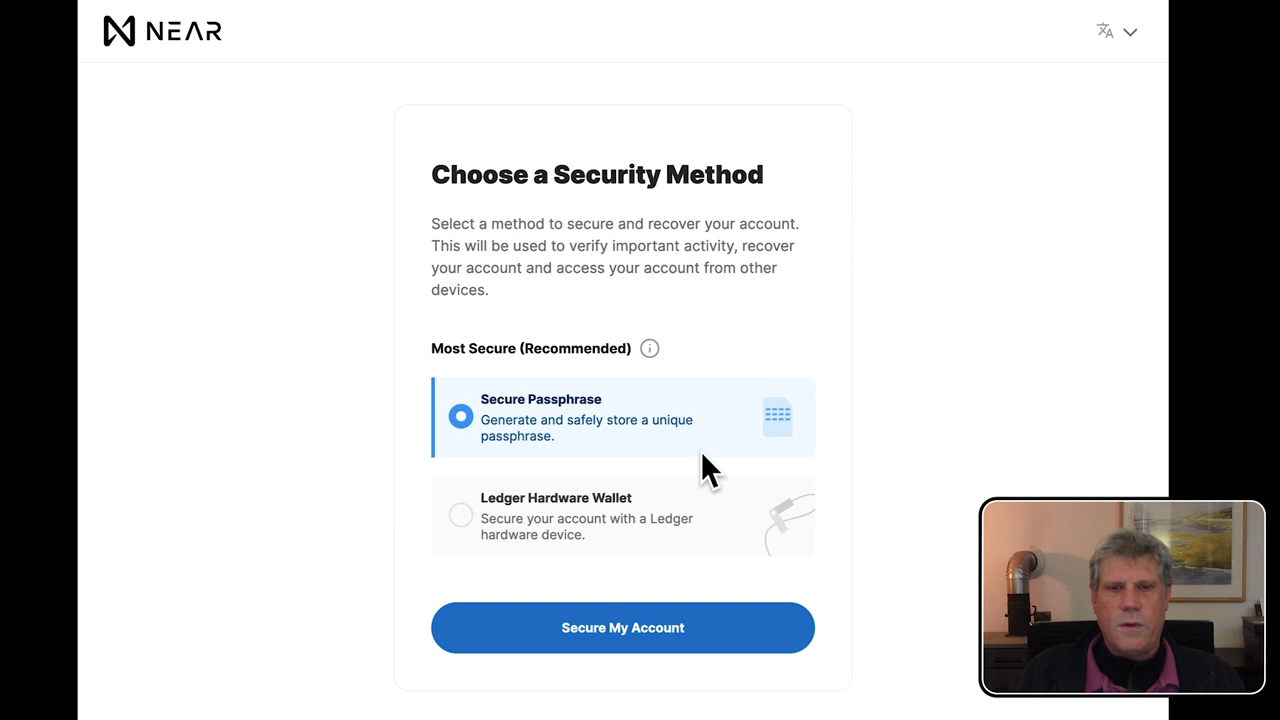 NEAR
Choose a Security Method
Select a method to secure and recover your account.
This will be used to verify important activity, recover
your account and access your account from other
devices.
Most Secure (Recommended)
Secure Passphrase
Generate and safely store a unique
passphrase.
Ledger Hardware Wallet
Secure your account with a Ledger
hardware device.
Secure My Account